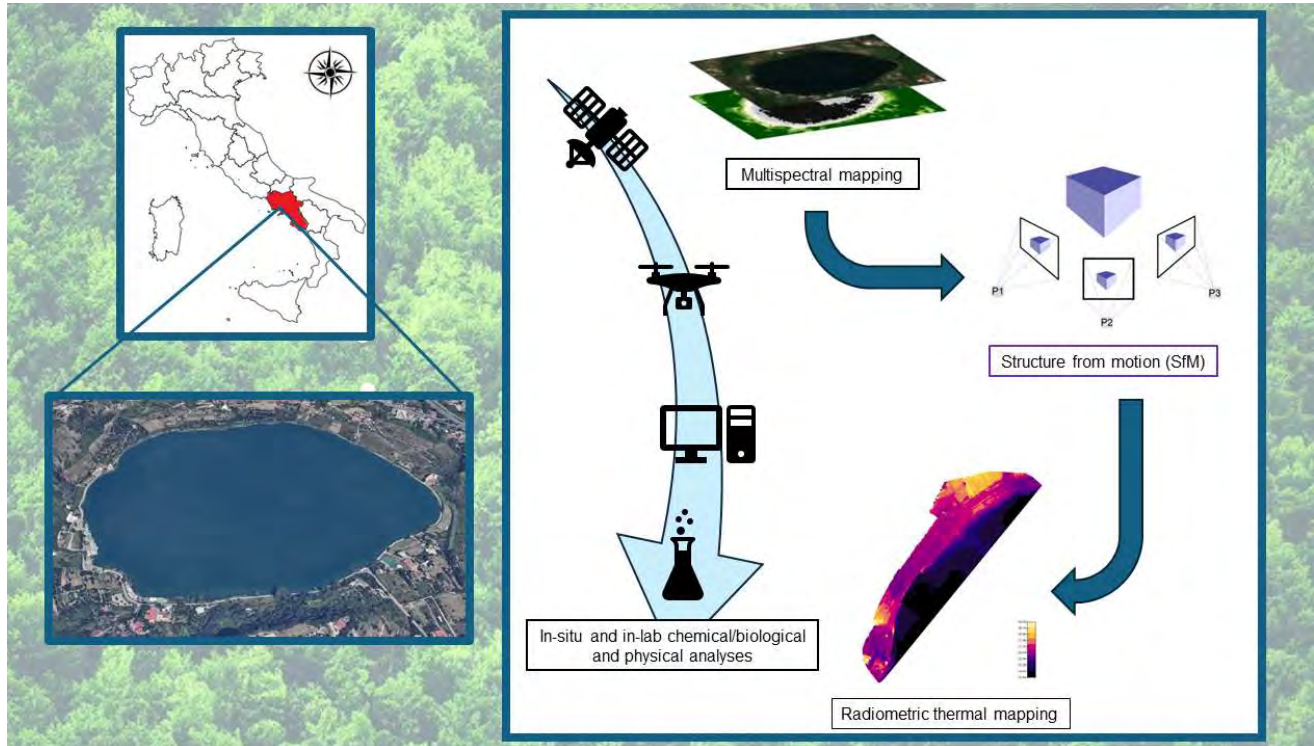 Multispectral mapping
P1
P2
P3
Structure from motion (SfM)
In-situ and in-lab chemical/biological
and physical analyses
Radiometric thermal mapping